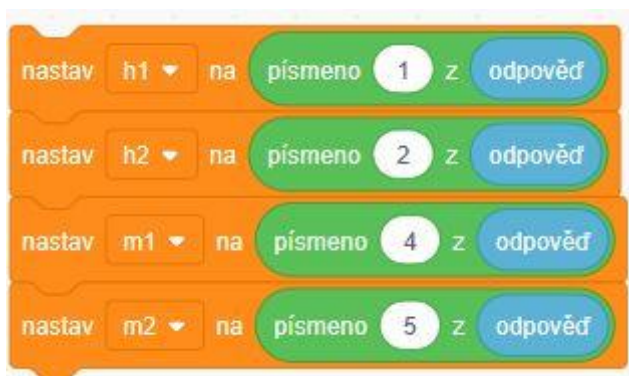 nastav h1 na písmeno 1 z odpověď
nastav h2 na písmeno 2 z odpověď
nastav m1 na písmeno 4 z odpověď
nastav m2 na písmeno 5 z odpověď